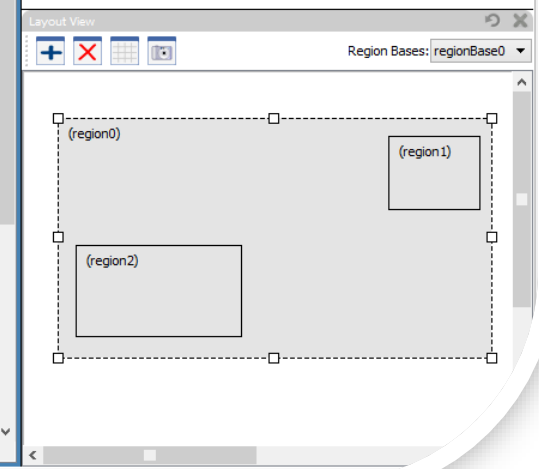 Layout View
Region Bases: regionBase0
(region0)
(region1)
(region2)